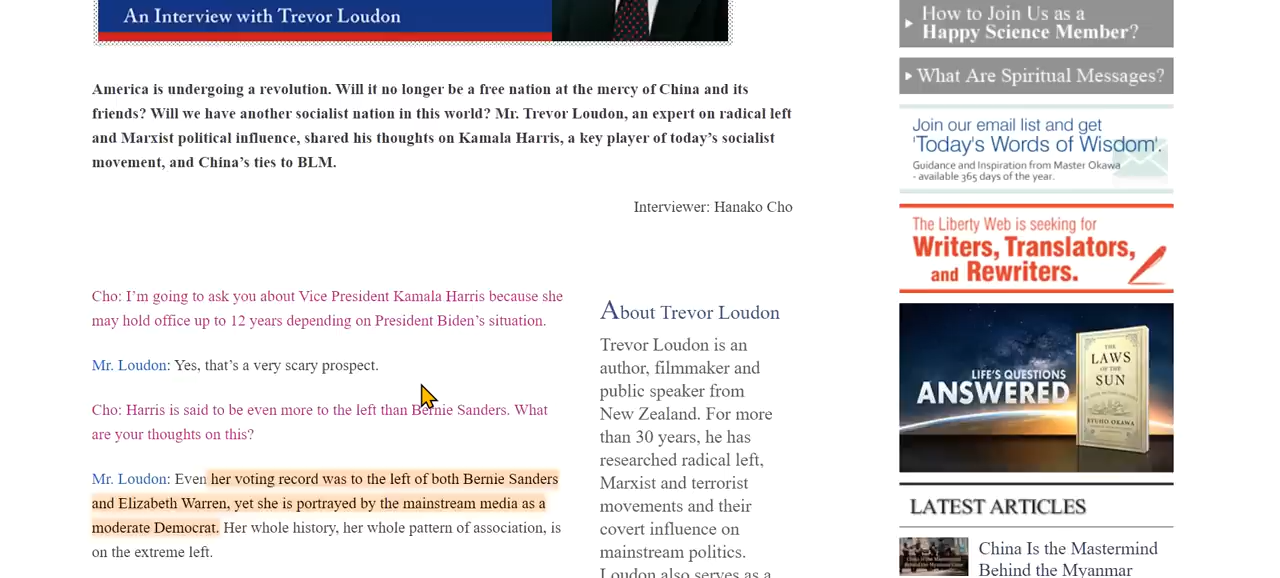 An Interview with Trevor Loudon
America is undergoing a revolution. Will it no longer be a free nation at the mercy of China and its
friends? Will we have another socialist nation in this world? Mr. Trevor Loudon, an expert on radical left
and Marxist political influence, shared his thoughts on Kamala Harris, a key player of today's socialist
movement, and China's ties to BLM.
Interviewer: Hanako Cho
Cho: I'm going to ask you about Vice President Kamala Harris because she
may hold office up to 12 years depending on President Biden's situation.
Mr. Loudon: Yes, that's a very scary prospect.
Cho: Harris is said to be even more to the left than Bernie Sanders. What
are your thoughts on this?
Mr. Loudon: Even her voting record was to the left of both Bernie Sanders
and Elizabeth Warren, yet she is portrayed by the mainstream media as a
moderate Democrat. Her whole history, her whole pattern of association, is
on the extreme left.
About Trevor Loudon
Trevor Loudon is an
author, filmmaker and
public speaker from
New Zealand. For more
than 30 years, he has
researched radical left,
Marxist and terrorist
movements and their
covert influence on
mainstream politics.
Loudon also serves as a
How to Join Us as a
Happy Science Member?
What Are Spiritual Messages?
Join our email list and get
'Today's Words of Wisdom'.
Guidance and Inspiration from Master Okawa
- available 365 days of the year.
The Liberty Web is seeking for
Writers, Translators,
and Rewriters.
LIFE'S QUESTIONS
ANSWERED
THE
LAWS
OF THE
SUN
RYUHO OKAWA
LATEST ARTICLES
China Is the Mastermind
Behind the Myanmar